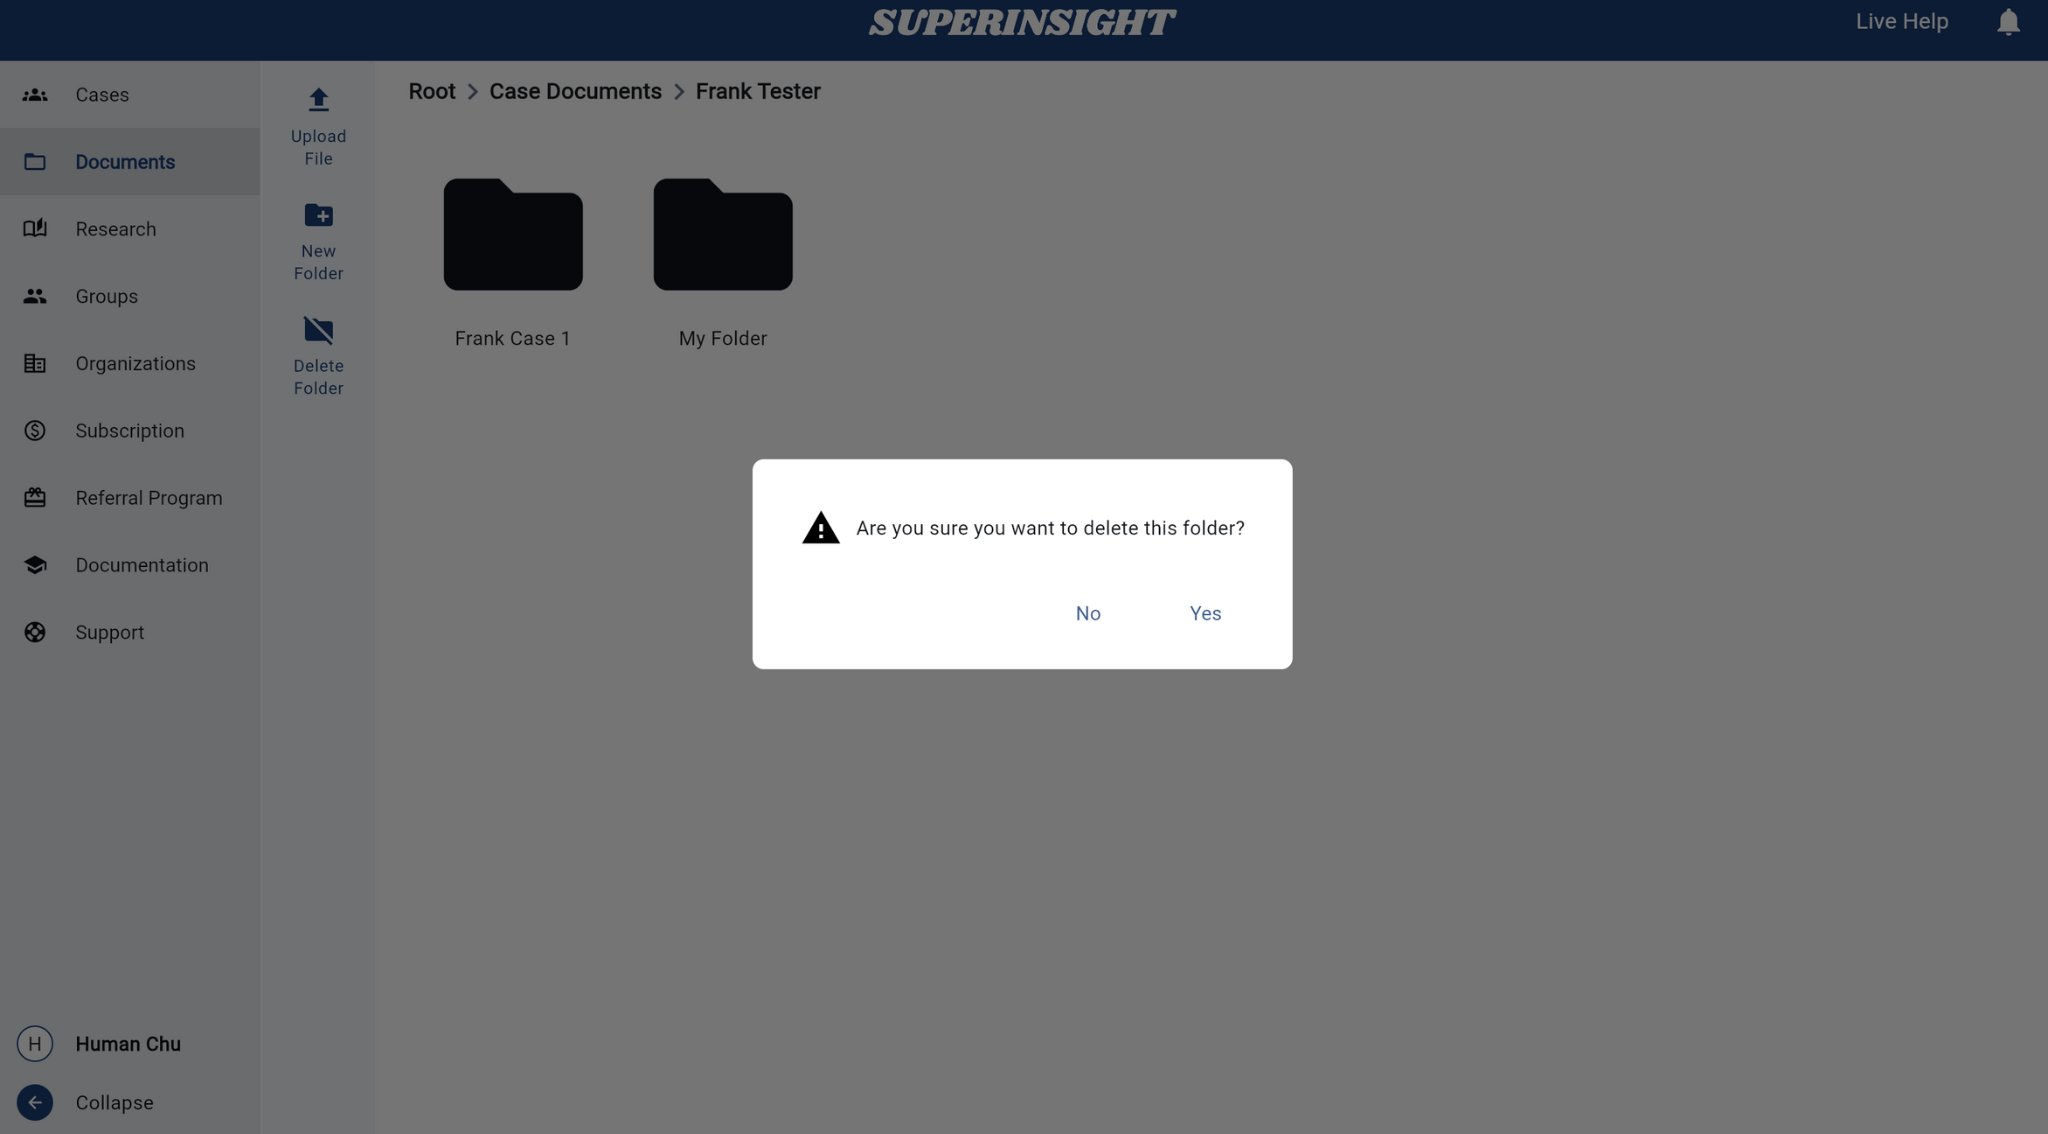 SUPERINSIGHT
Live Help
Cases
Documents
Research
Groups
Organizations
Subscription
Referral Program
Documentation
Support
H
Human Chu
Collapse
Upload
File
New
Folder
Delete
Folder
Root > Case Documents > Frank Tester
Frank Case 1
My Folder
Are you sure you want to delete this folder?
No
Yes